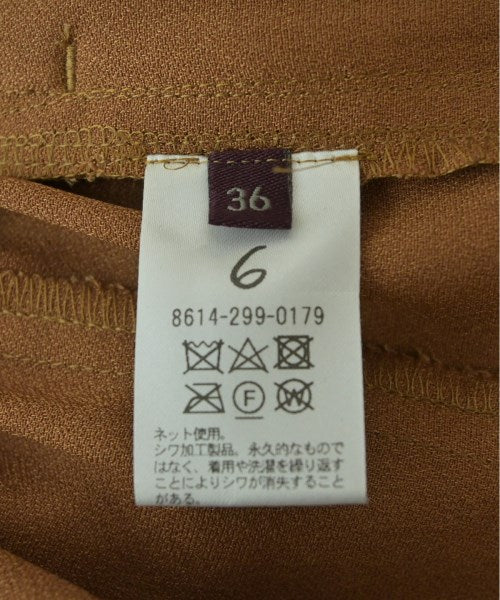 36
6
8614-299-0179
F W
ネット使用。
シワ加工製品、永久的なもので
はなく、着用や洗濯を繰り返す
ことによりシワが消失すること
がある。